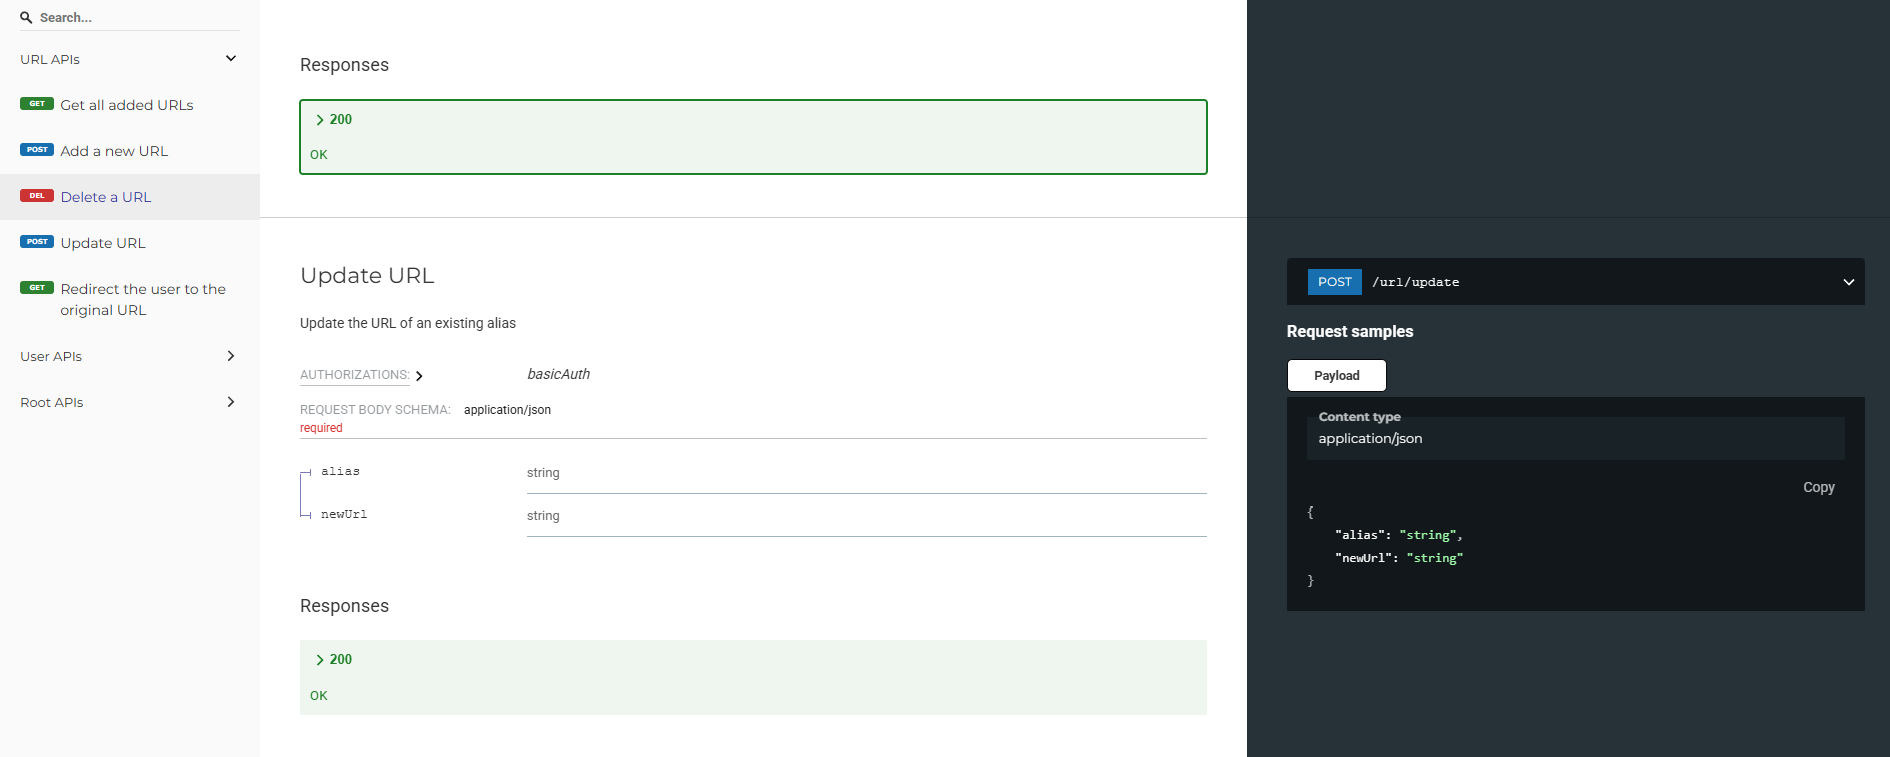 Search...
URL APIs
GET Get all added URLs
POST Add a new URL
DEL Delete a URL
POST Update URL
GET Redirect the user to the
original URL
User APIs
Root APIs
Responses
200
OK
Update URL
Update the URL of an existing alias
AUTHORIZATIONS: basicAuth
REQUEST BODY SCHEMA: application/json
required
alias string
newUrl string
Responses
200
OK
POST /url/update
Request samples
Payload
Content type
application/json
Copy
{
"alias": "string",
"newUrl": "string"
}